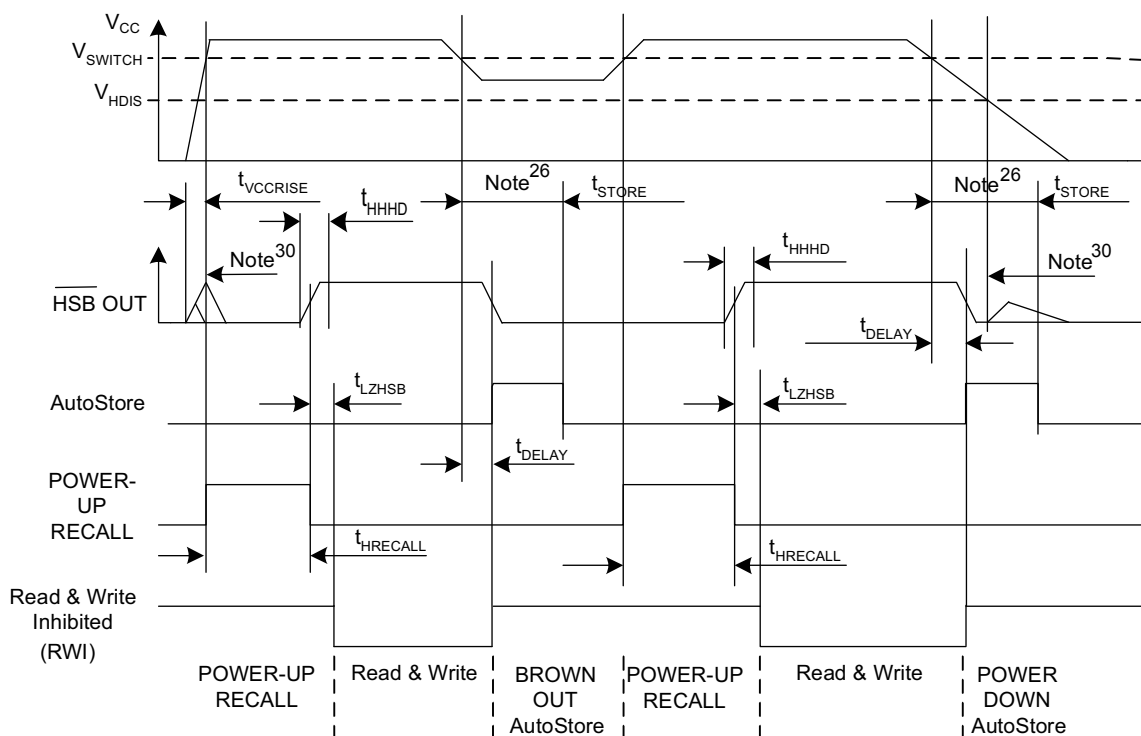 VCC
VSWITCH
VHDIS
tVCCRISE
tHHHD
Note26
tSTORE
Note26
tSTORE
Note30
tHHHD
Note30
HSB OUT
tDELAY
tLZHSB
tLZHSB
AutoStore
tDELAY
POWER-
UP
RECALL
tHRECALL
tHRECALL
Read & Write
Inhibited
(RWI)
POWER-UP
RECALL
Read & Write
BROWN
OUT
AutoStore
POWER-UP
RECALL
Read & Write
POWER
DOWN
AutoStore